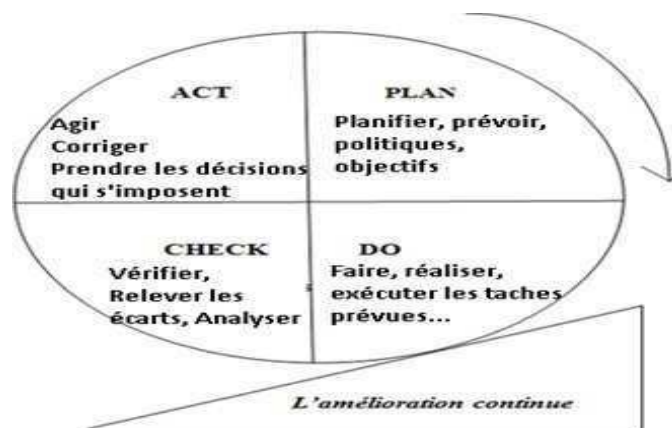 ACT
Agir
Corriger
Prendre les décisions
qui s'imposent
PLAN
Planifier, prévoir,
politiques,
objectifs
CHECK
Vérifier,
Relever les
écarts, Analyser
DO
Faire, réaliser,
exécuter les taches
prévues...
L'amélioration continue